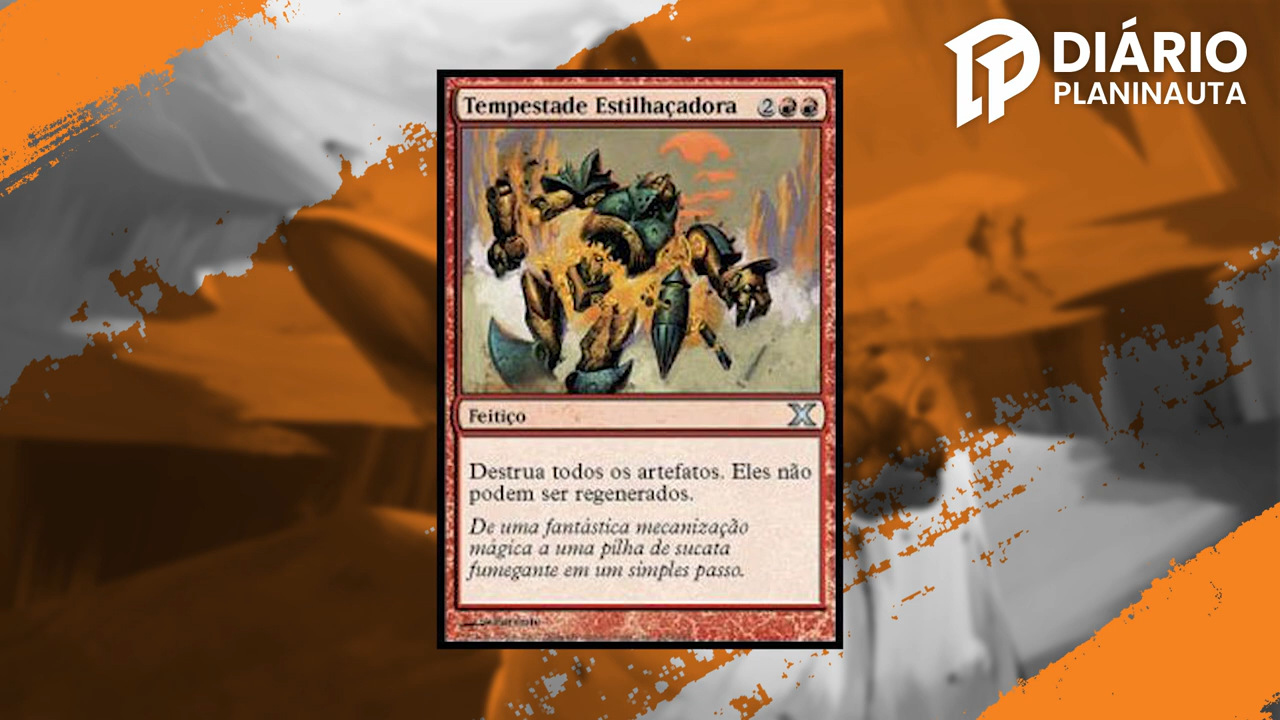 DIÁRIO
PLANINAUTA
Tempestade Estilhaçadora 2
Feitiço
Destrua todos os artefatos. Eles não
podem ser regenerados.
De uma fantástica mecanização
mágica a uma pilha de sucata
fumegante em um simples passo.